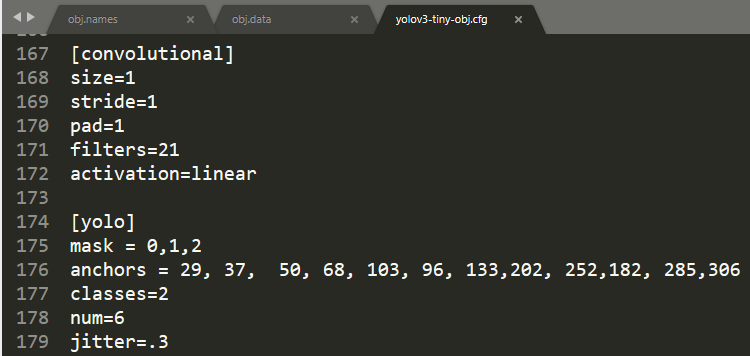 obj.names × obj.data × yolov3-tiny-obj.cfg ×
167 [convolutional]
168 size=1
169 stride=1
170 pad=1
171 filters=21
172 activation=linear
173
174 [yolo]
175 mask = 0,1,2
176 anchors = 29, 37,  50, 68, 103, 96, 133,202, 252,182, 285,306
177 classes=2
178 num=6
179 jitter=.3